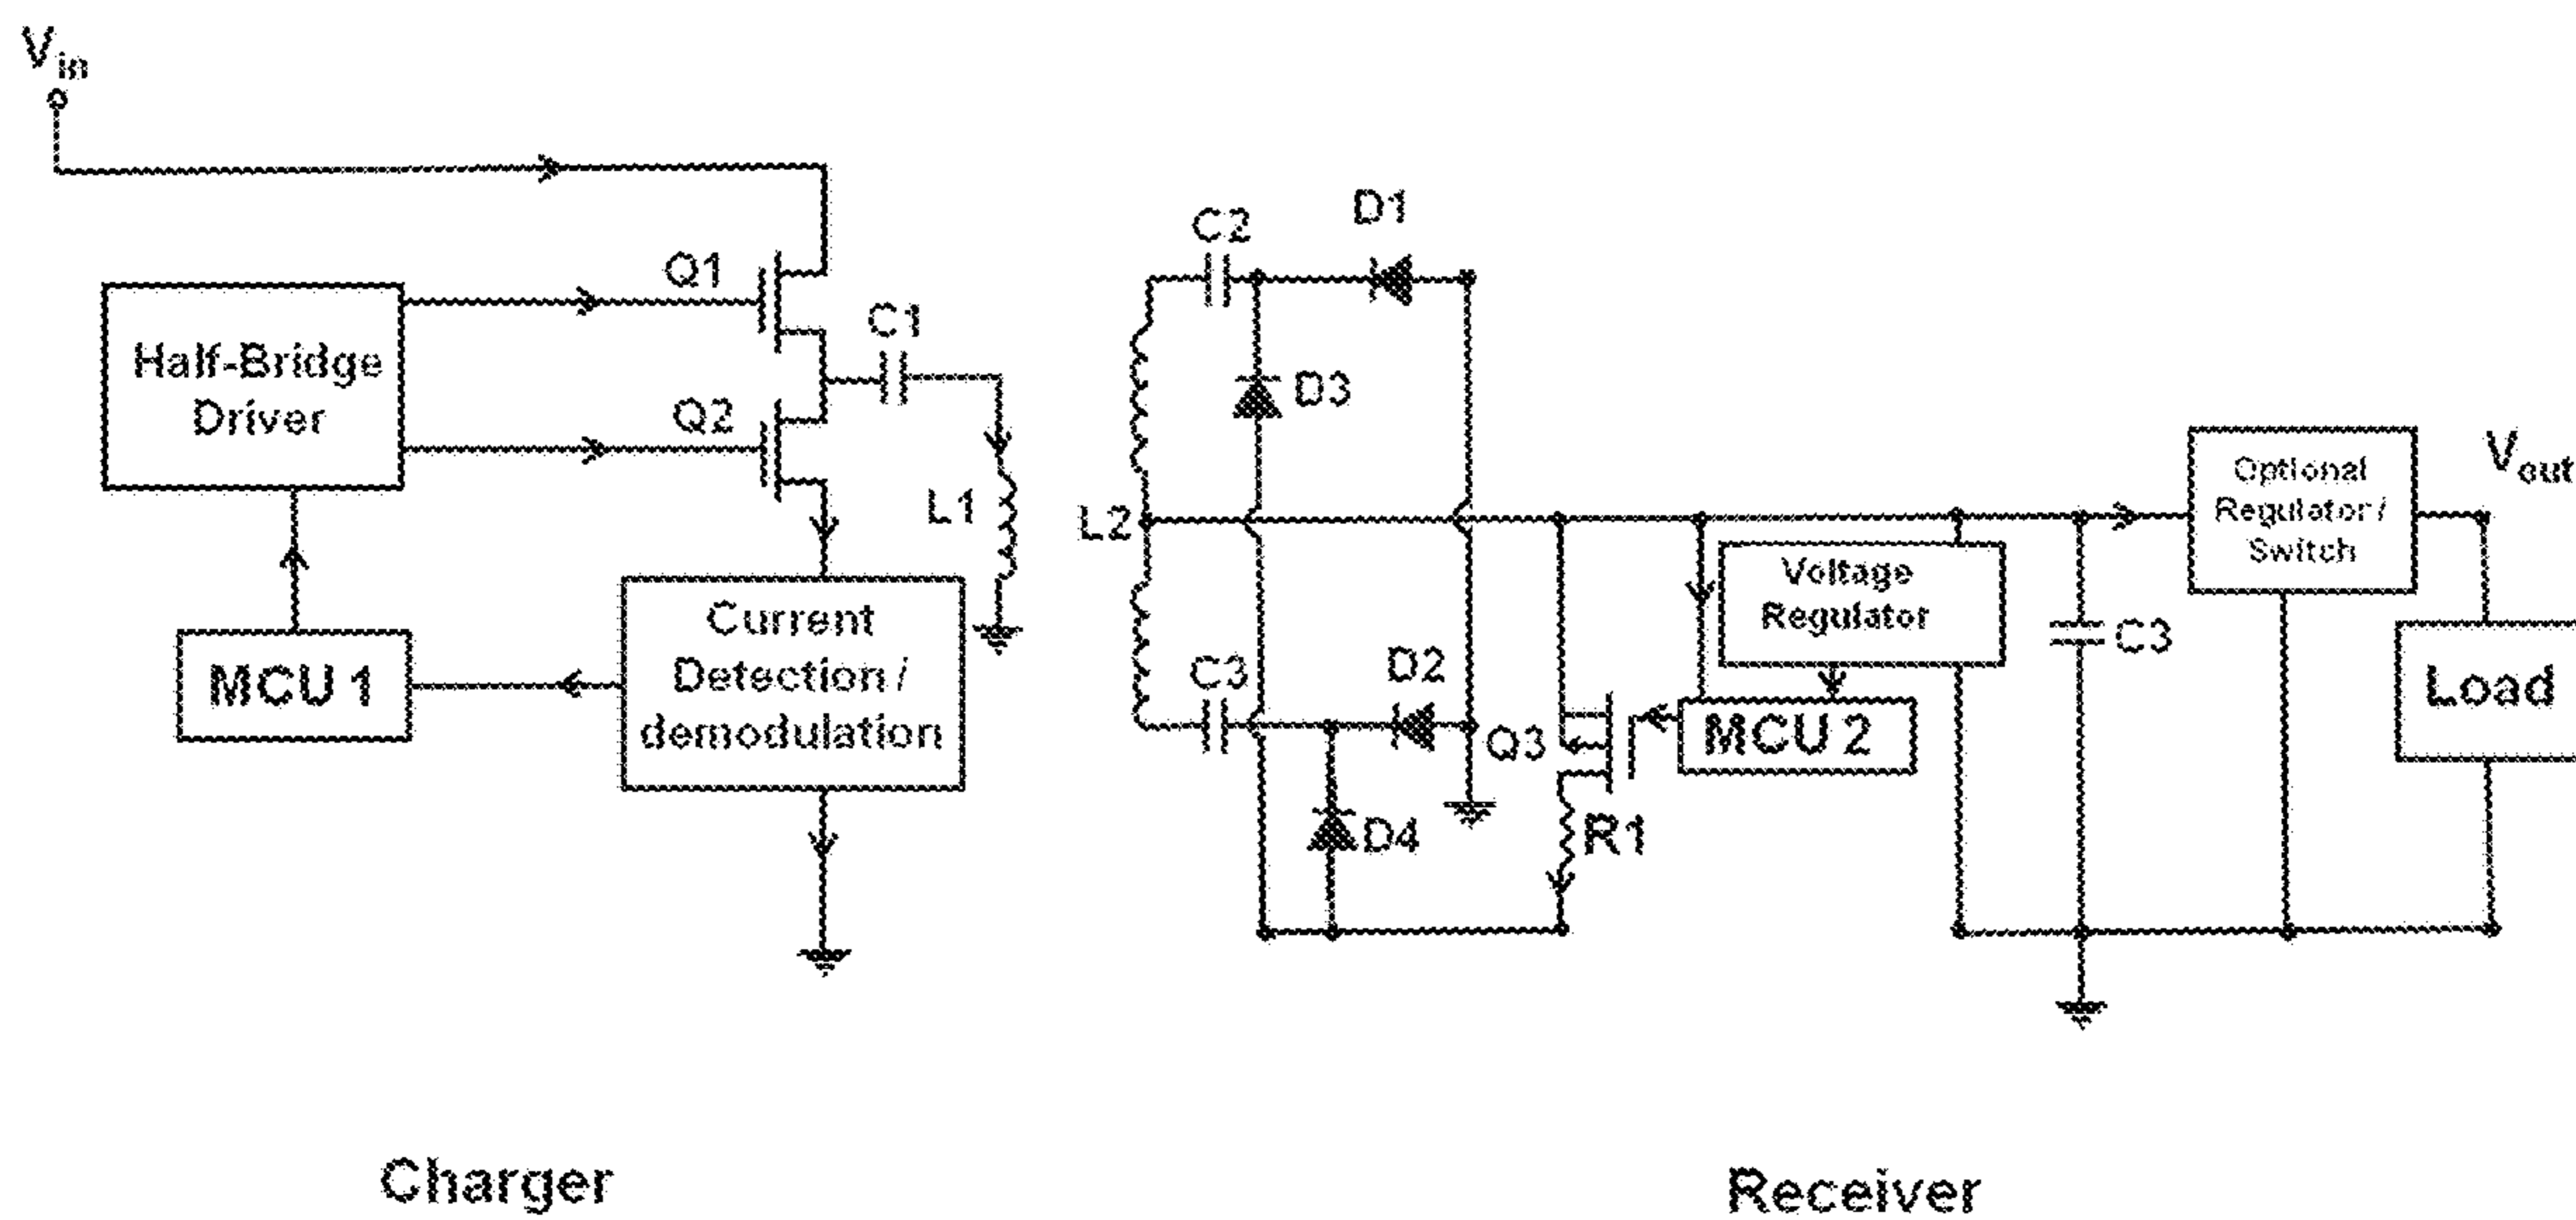 Vin
Half-Bridge
Driver
Q1
Q2
C1
L1
MCU 1
Current
Detection /
demodulation
C2
D1
D3
L2
C3
D2
D4
Q3
R1
Voltage
Regulator
MCU 2
C3
Optional
Regulator /
Switch
Vout
Load
Charger
Receiver